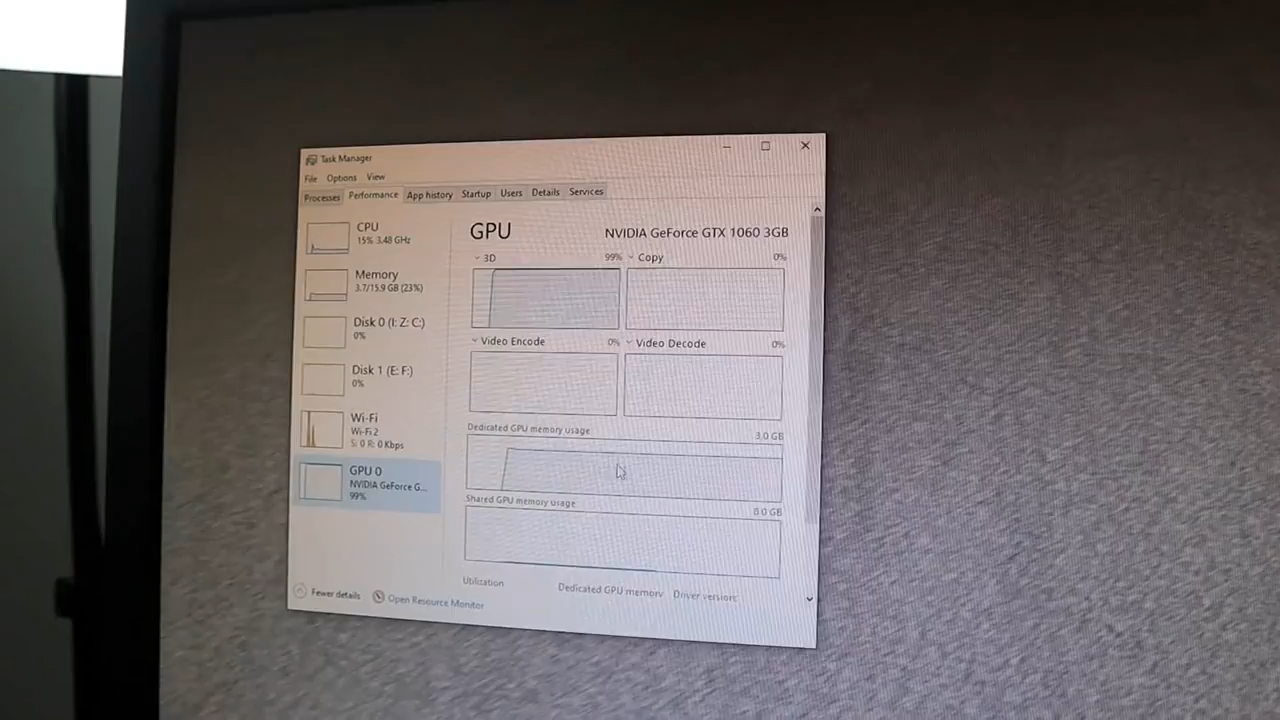 Task Manager
File Options View
Processes Performance App history Startup Users Details Services
CPU
15% 3.48 GHz
Memory
3.7/15.9 GB (23%)
Disk 0 (I: Z: C:)
0%
Disk 1 (E: F:)
0%
Wi-Fi
Wi-Fi 2
S: 0 R: 0 Kbps
GPU 0
NVIDIA GeForce G...
99%
GPU NVIDIA GeForce GTX 1060 3GB
3D 99% Copy 0%
Video Encode 0% Video Decode 0%
Dedicated GPU memory usage 3.0 GB
Shared GPU memory usage 8.0 GB
Utilization Dedicated GPU memory Driver version:
Fewer details Open Resource Monitor